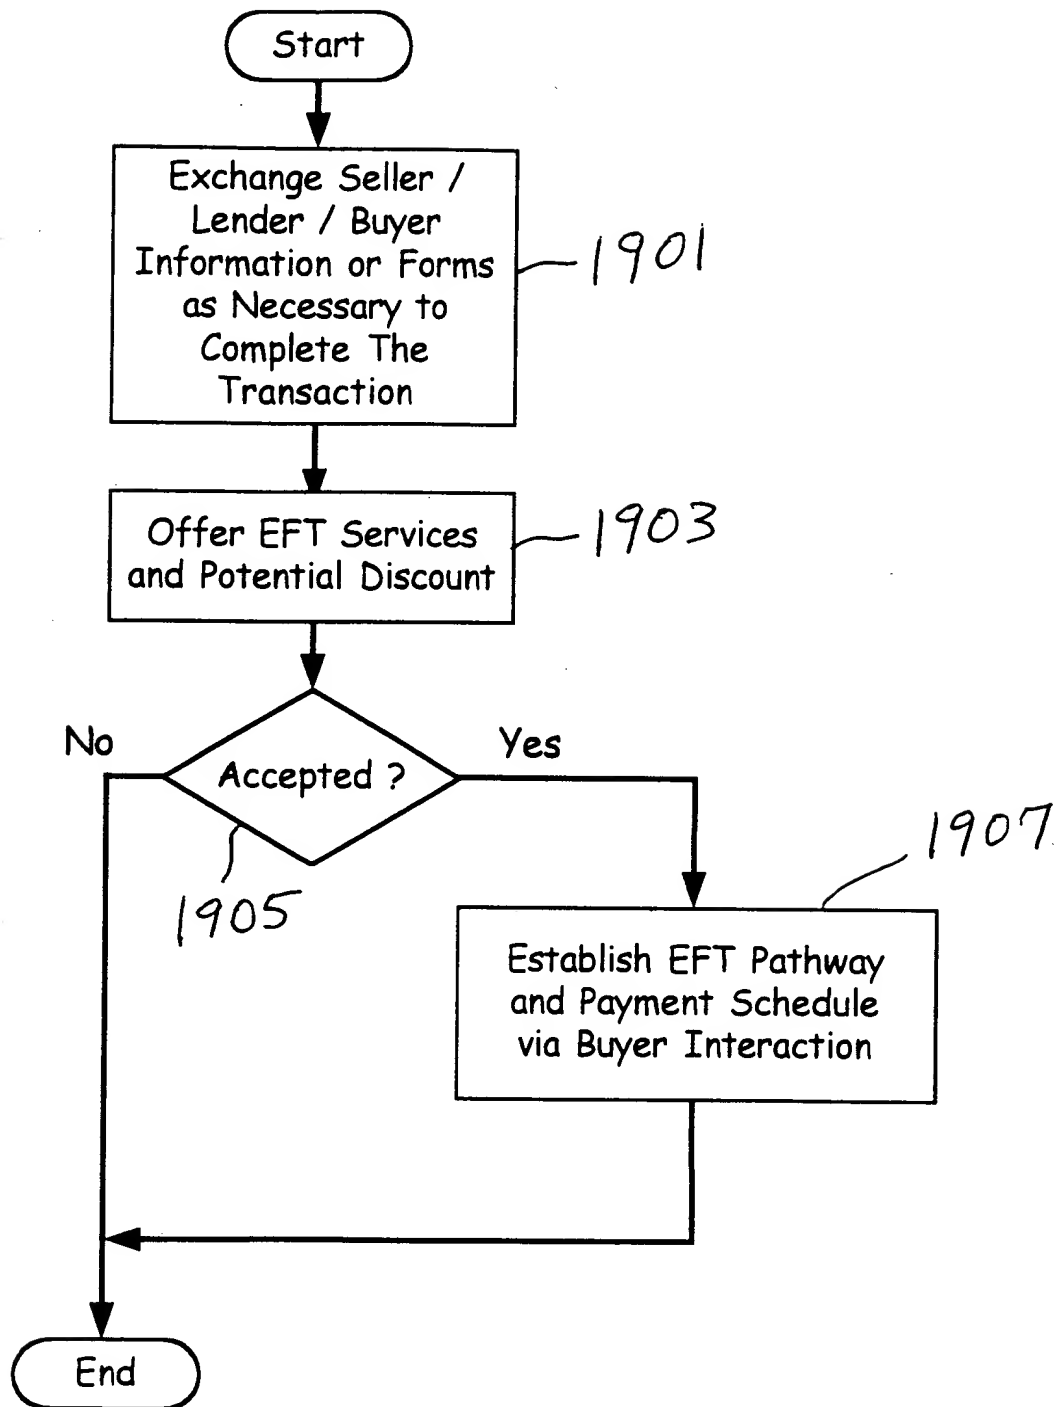 Start
Exchange Seller /
Lender / Buyer
Information or Forms
as Necessary to
Complete The
Transaction
1901
Offer EFT Services
and Potential Discount
1903
No
Yes
Accepted ?
1905
1907
Establish EFT Pathway
and Payment Schedule
via Buyer Interaction
End